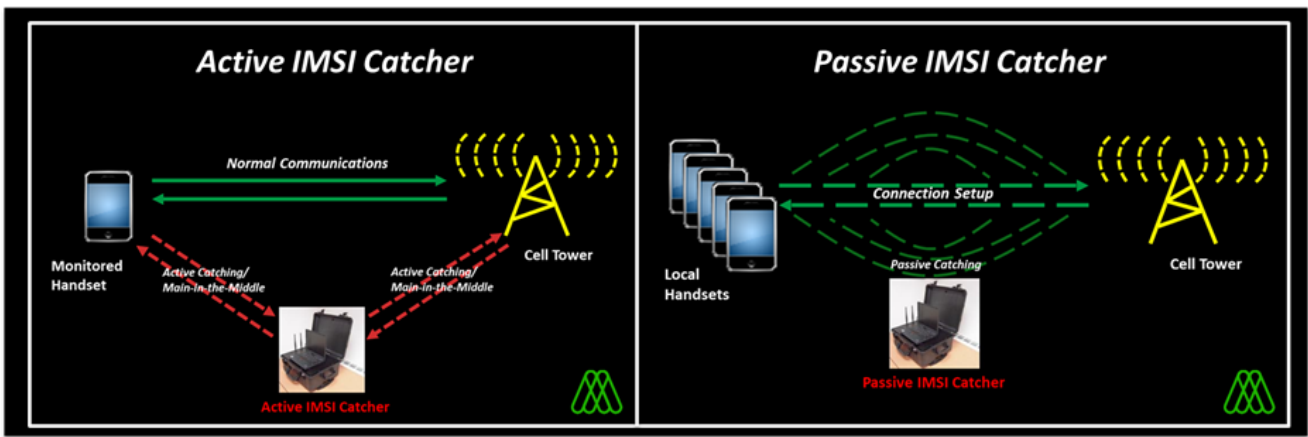 Active IMSI Catcher
Normal Communications
Cell Tower
Monitored
Handset
Active Catching/
Main-in-the-Middle
Active Catching/
Main-in-the-Middle
Active IMSI Catcher
Passive IMSI Catcher
Connection Setup
Passive Catching
Local
Handsets
Cell Tower
Passive IMSI Catcher